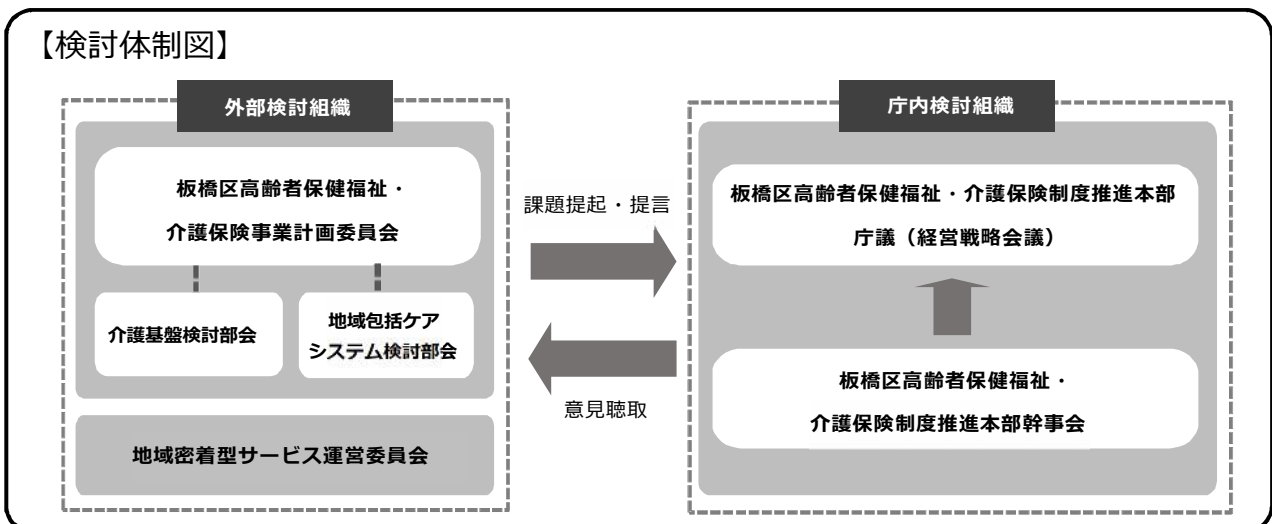 【検討体制図】
外部検討組織
板橋区高齢者保健福祉・
介護保険事業計画委員会
介護基盤検討部会
地域包括ケア
システム検討部会
地域密着型サービス運営委員会
課題提起・提言
意見聴取
庁内検討組織
板橋区高齢者保健福祉・介護保険制度推進本部
庁議（経営戦略会議）
板橋区高齢者保健福祉・
介護保険制度推進本部幹事会